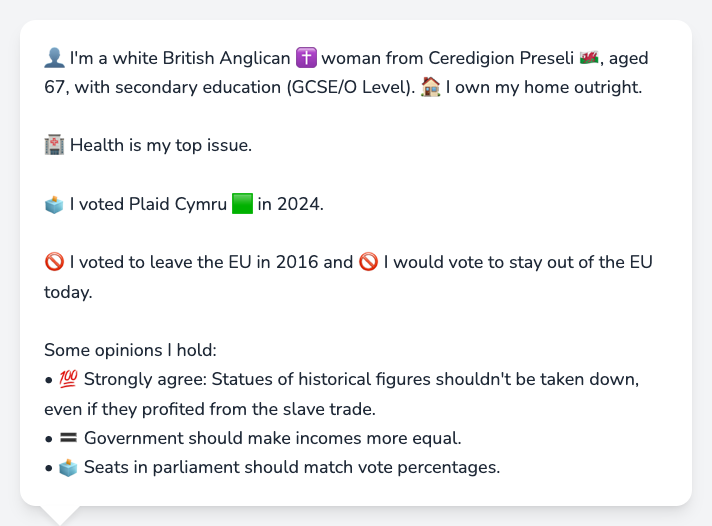 👤 I'm a white British Anglican ✝️ woman from Ceredigion Preseli 🏴󠁧󠁢󠁷󠁬󠁳󠁿, aged
67, with secondary education (GCSE/O Level). 🏠 I own my home outright.
🏥 Health is my top issue.
🗳️ I voted Plaid Cymru 🟩 in 2024.
🚫 I voted to leave the EU in 2016 and 🚫 I would vote to stay out of the EU
today.
Some opinions I hold:
• 💯 Strongly agree: Statues of historical figures shouldn't be taken down,
even if they profited from the slave trade.
• 🟰 Government should make incomes more equal.
• 🗳️ Seats in parliament should match vote percentages.